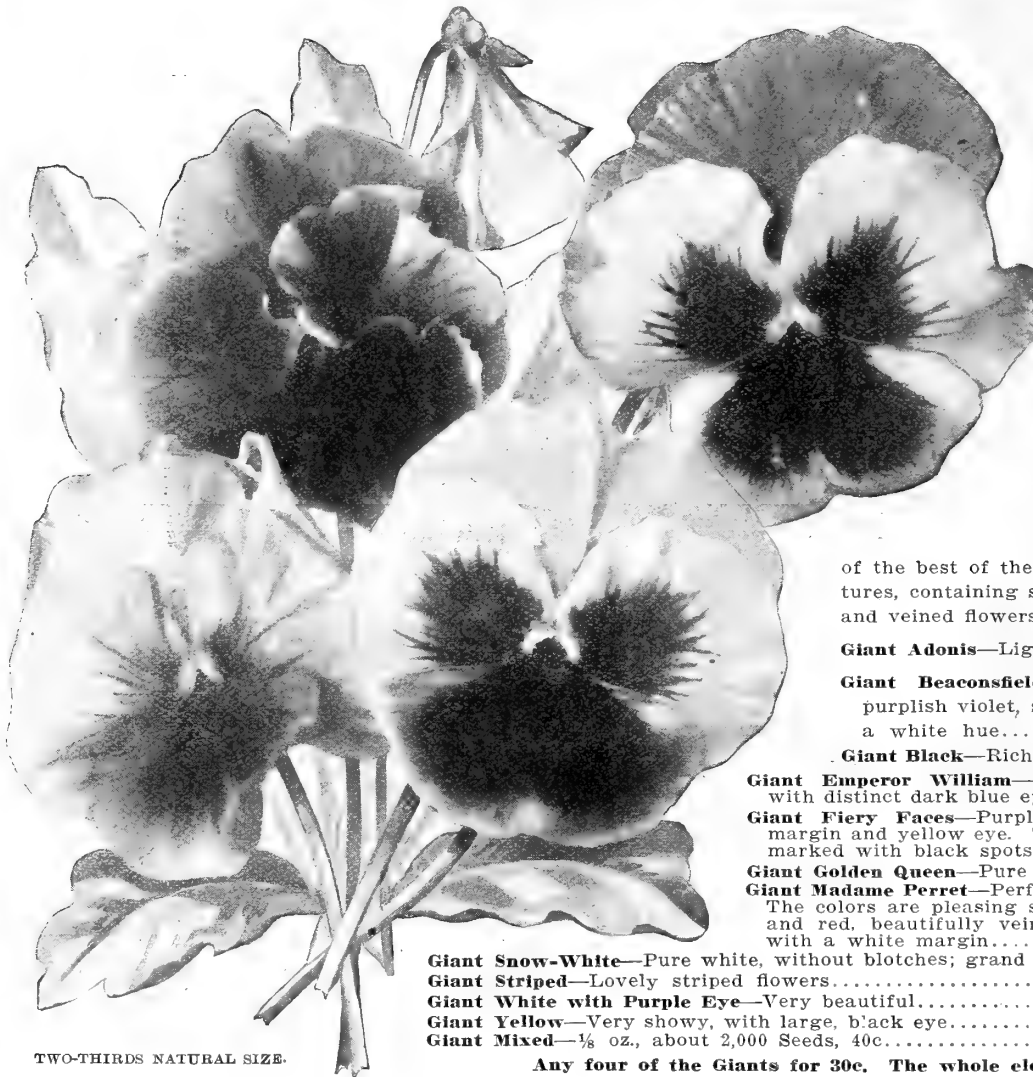 of the best of the
tures, containing s
and veined flowers
Giant Adonis—Lig
Giant Beaconsfiel
purplish violet, s
a white hue...
Giant Black—Rich
Giant Emperor William—
with distinct dark blue e
Giant Fiery Faces—Purpl
margin and yellow eye.
marked with black spots
Giant Golden Queen—Pure
Giant Madame Perret—Perf
The colors are pleasing s
and red, beautifully vei
with a white margin....
Giant Snow-White—Pure white, without blotches; grand
Giant Striped—Lovely striped flowers....................
Giant White with Purple Eye—Very beautiful............
Giant Yellow—Very showy, with large, black eye........
Giant Mixed—⅛ oz., about 2,000 Seeds, 40c...............
TWO-THIRDS NATURAL SIZE.
Any four of the Giants for 30c. The whole ele